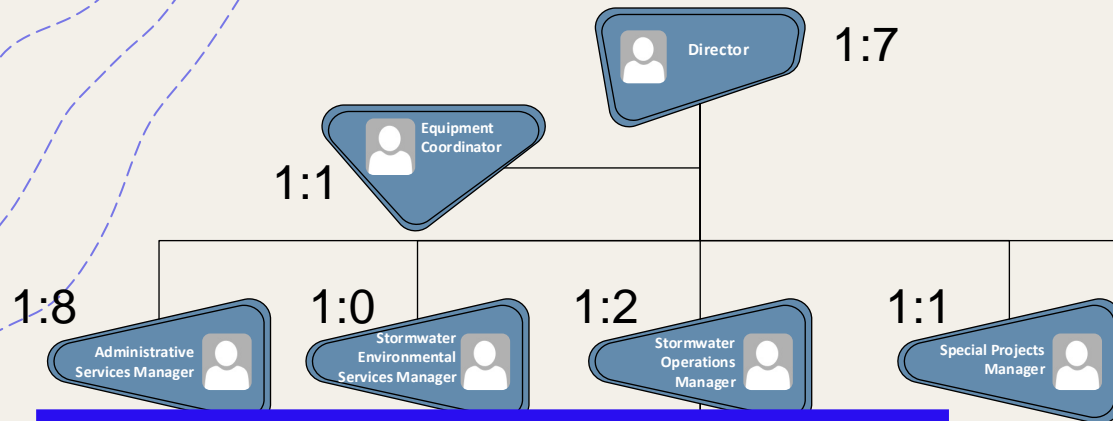 Director
1:7
Equipment
Coordinator
1:1
1:8
Administrative
Services Manager
1:0
Stormwater
Environmental
Services Manager
1:2
Stormwater
Operations
Manager
1:1
Special Projects
Manager